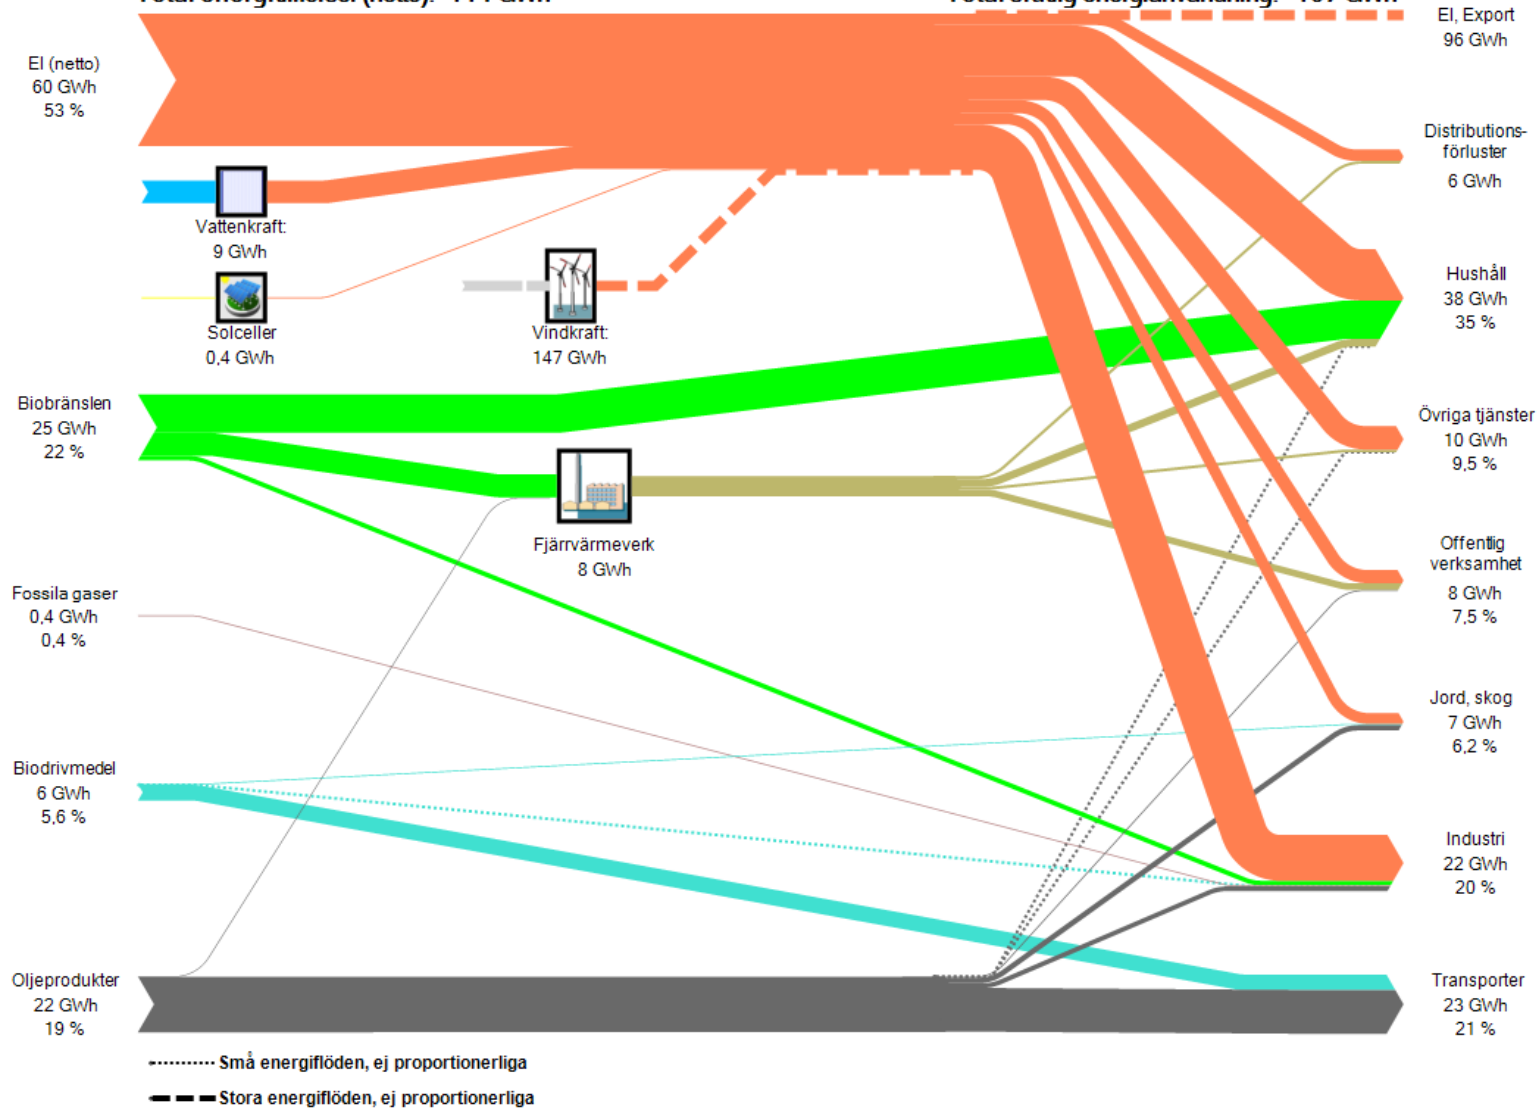 El, Export
96 GWh
El (netto)
60 GWh
53 %
Distributions-
förluster
6 GWh
Vattenkraft:
9 GWh
Hushåll
38 GWh
35 %
Solceller
0,4 GWh
Vindkraft:
147 GWh
Biobränslen
25 GWh
22 %
Övriga tjänster
10 GWh
9,5 %
Fjärrvärmeverk
8 GWh
Offentlig
verksamhet
8 GWh
7,5 %
Fossila gaser
0,4 GWh
0,4 %
Jord, skog
7 GWh
6,2 %
Biodrivmedel
6 GWh
5,6 %
Industri
22 GWh
20 %
Oljeprodukter
22 GWh
19 %
Transporter
23 GWh
21 %
Små energiflöden, ej proportionerliga
Stora energiflöden, ej proportionerliga